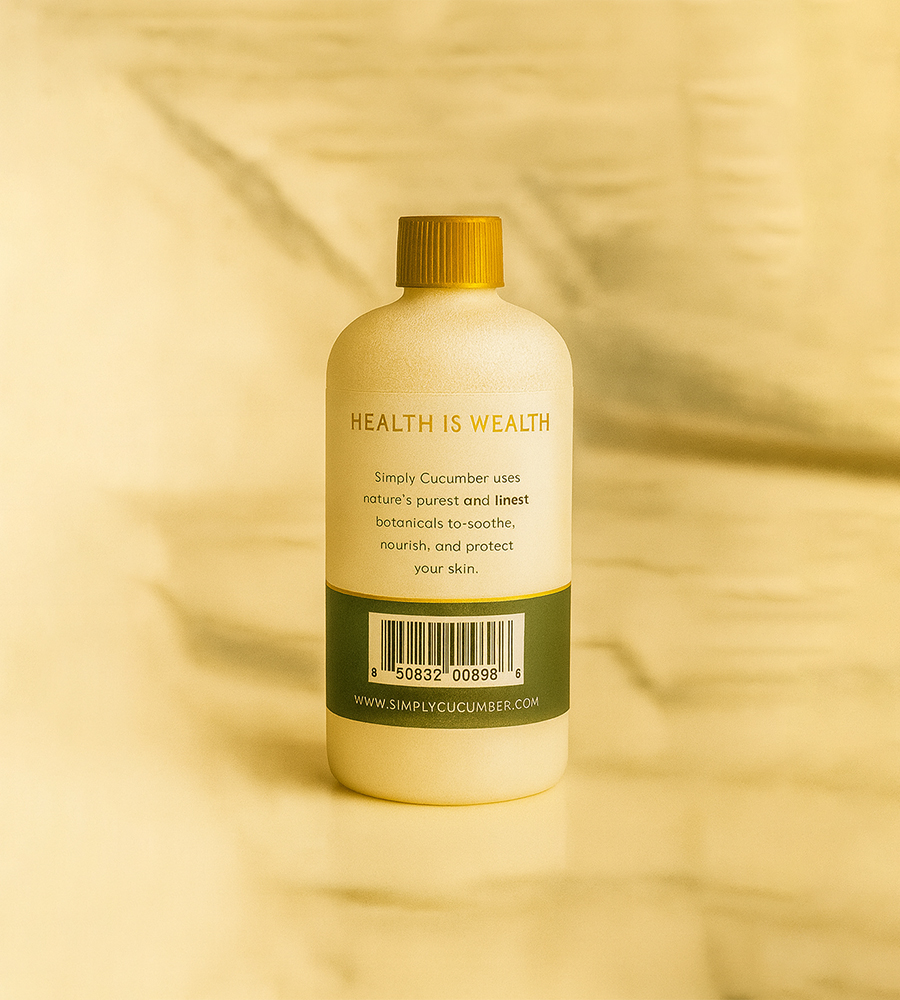 HEALTH IS WEALTH
Simply Cucumber uses
nature's purest and linest
botanicals to-soothe,
nourish, and protect
your skin.
8 50832 00898 6
WWW.SIMPLYCUCUMBER.COM